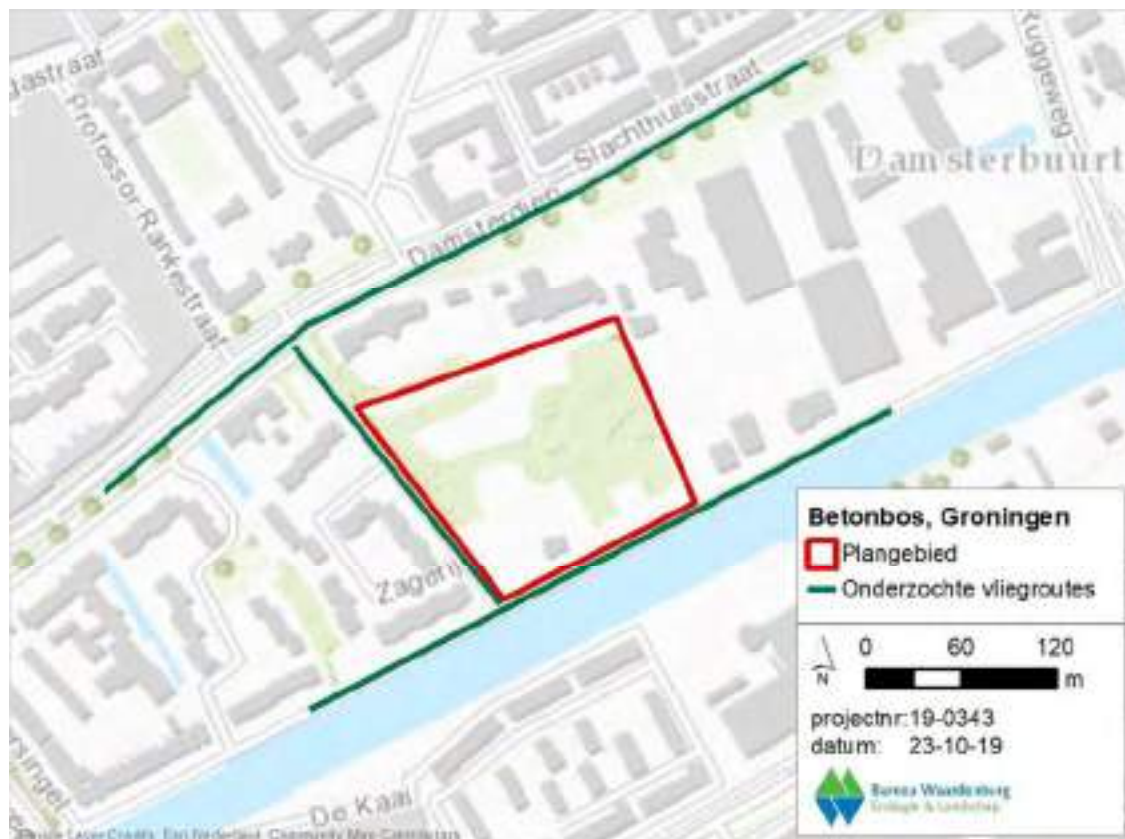 Professor Rankestraat
Ruggeweg
Damsterbuurt
Damsterdiep
Slachthuisstraat
De Kaai
Betonbos, Groningen
Plangebied
Onderzochte vliegroutes
0 60 120
m
N
projectnr:19-0343
datum: 23-10-19
Bureau Waardenburg
Ecologie & Landschap